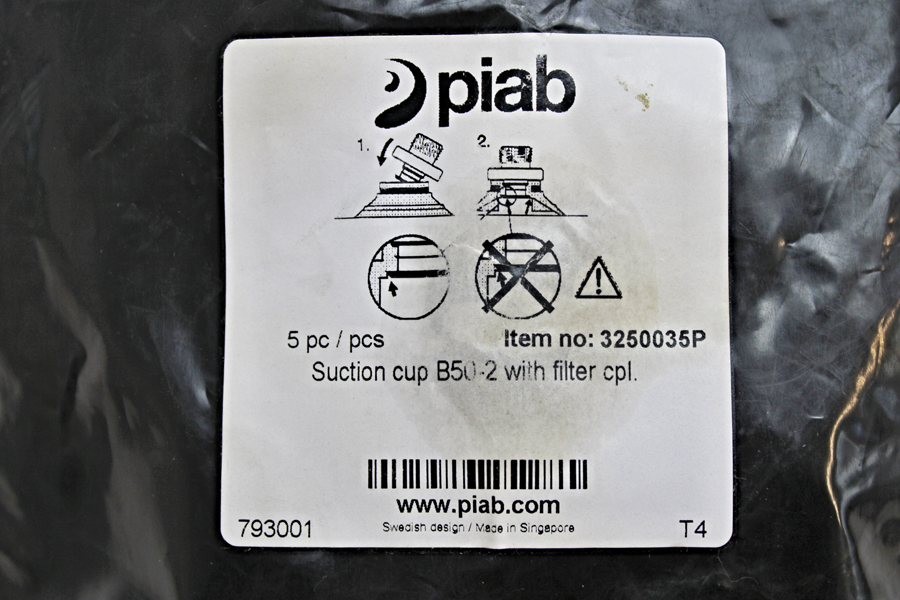 piab
1. 2.
5 pc / pcs Item no: 3250035P
Suction cup B50-2 with filter cpl.
www.piab.com
Swedish design / Made in Singapore
793001 T4